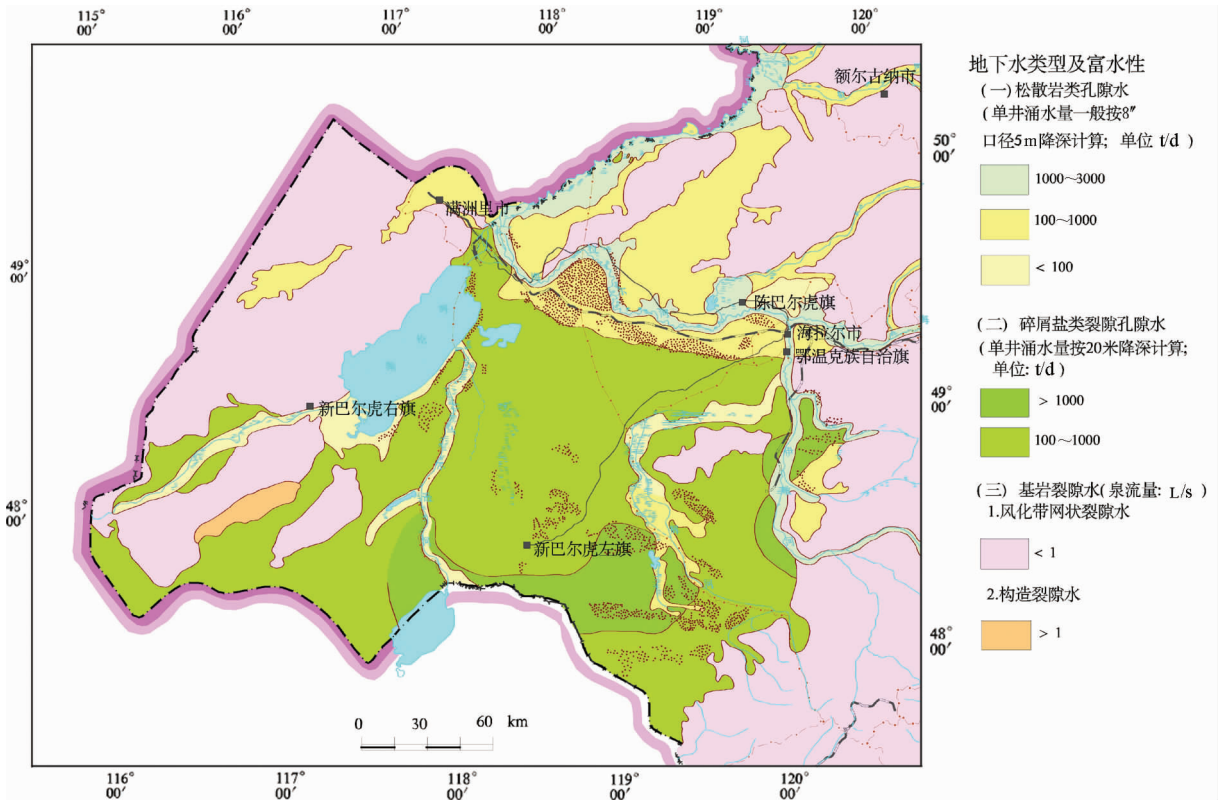 115° 00′ 116° 00′ 117° 00′ 118° 00′ 119° 00′ 120° 00′
额尔古纳市
50° 00′
满洲里市
49° 00′
陈巴尔虎旗
海拉尔市
鄂温克族自治旗
新巴尔虎右旗
49° 00′
48° 00′
新巴尔虎左旗
48° 00′
0 30 60 km
116° 00′ 117° 00′ 118° 00′ 119° 00′ 120° 00′
地下水类型及富水性
(一)松散岩类孔隙水
(单井涌水量一般按8″
口径5m降深计算; 单位 t/d )
1000~3000
100~1000
< 100
(二) 碎屑盐类裂隙孔隙水
(单井涌水量按20米降深计算;
单位: t/d )
> 1000
100~1000
(三) 基岩裂隙水( 泉流量: L/s )
1.风化带网状裂隙水
< 1
2.构造裂隙水
> 1